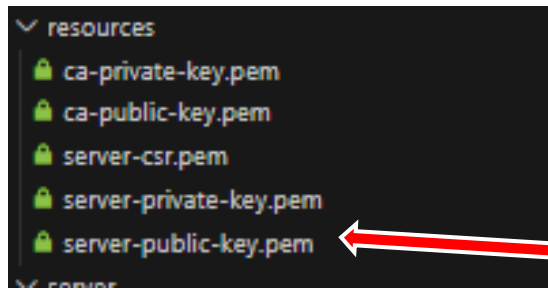 resources
ca-private-key.pem
ca-public-key.pem
server-csr.pem
server-private-key.pem
server-public-key.pem
server